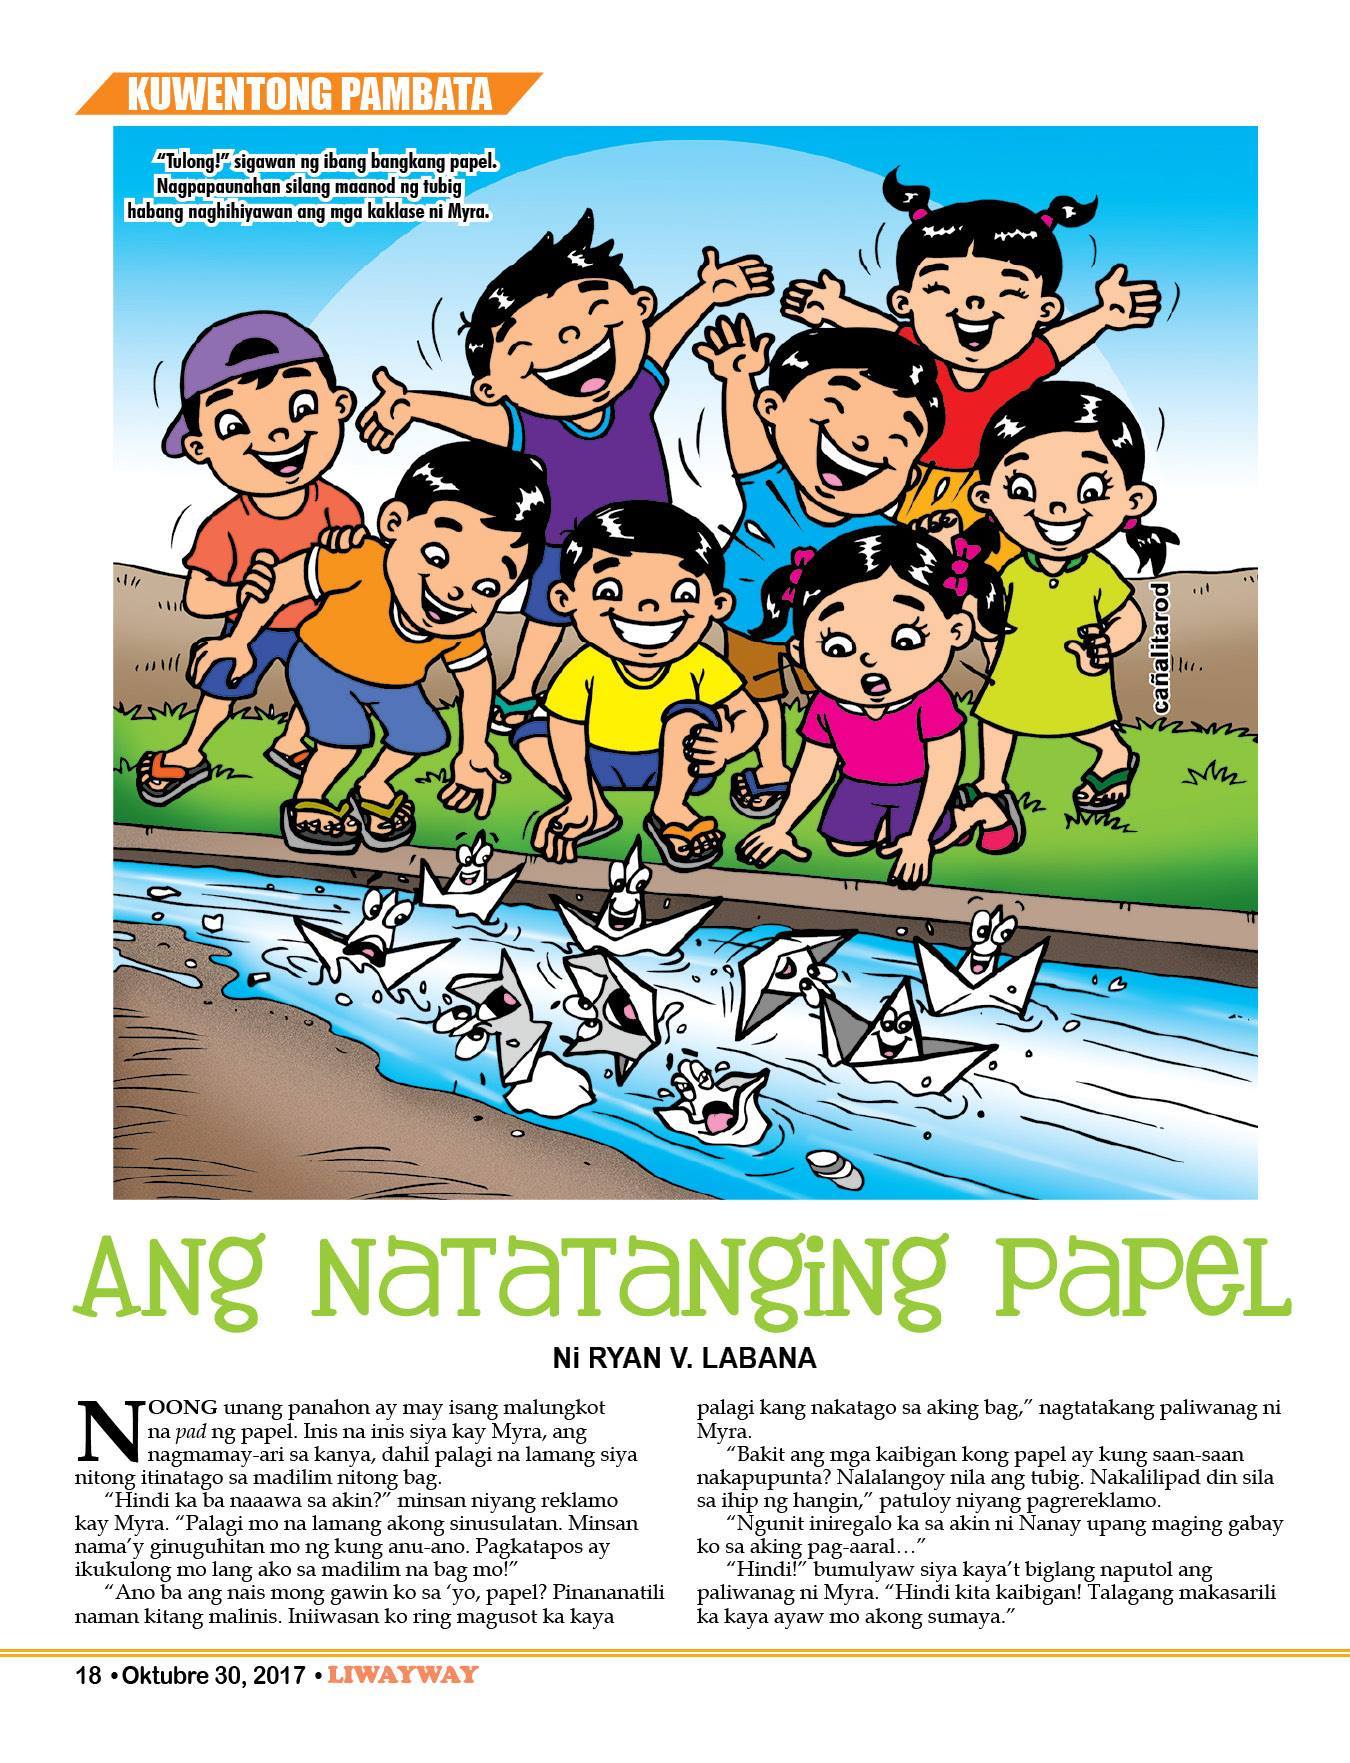 KUWENTONG PAMBATA
“Tulong!” sigawan ng ibang bangkang papel.
Nagpapaunahan silang maanod ng tubig
habang naghihiyawan ang mga kaklase ni Myra.
cañalitarod
ANG NATATANGING PAPEL
Ni RYAN V. LABANA
NOONG unang panahon ay may isang malungkot
na pad ng papel. Inis na inis siya kay Myra, ang
nagmamay-ari sa kanya, dahil palagi na lamang siya
nitong itinatago sa madilim nitong bag.
“Hindi ka ba naaawa sa akin?” minsan niyang reklamo
kay Myra. “Palagi mo na lamang akong sinusulatan. Minsan
nama’y ginuguhitan mo ng kung anu-ano. Pagkatapos ay
ikukulong mo lang ako sa madilim na bag mo!”
“Ano ba ang nais mong gawin ko sa ‘yo, papel? Pinananatili
naman kitang malinis. Iniiwasan ko ring magusot ka kaya
palagi kang nakatago sa aking bag,” nagtatakang paliwanag ni
Myra.
“Bakit ang mga kaibigan kong papel ay kung saan-saan
nakapupunta? Nalalangoy nila ang tubig. Nakalilipad din sila
sa ihip ng hangin,” patuloy niyang pagrereklamo.
“Ngunit iniregalo ka sa akin ni Nanay upang maging gabay
ko sa aking pag-aaral…”
“Hindi!” bumulyaw siya kaya’t biglang naputol ang
paliwanag ni Myra. “Hindi kita kaibigan! Talagang makasarili
ka kaya ayaw mo akong sumaya.”
18 • Oktubre 30, 2017 • LIWAYWAY